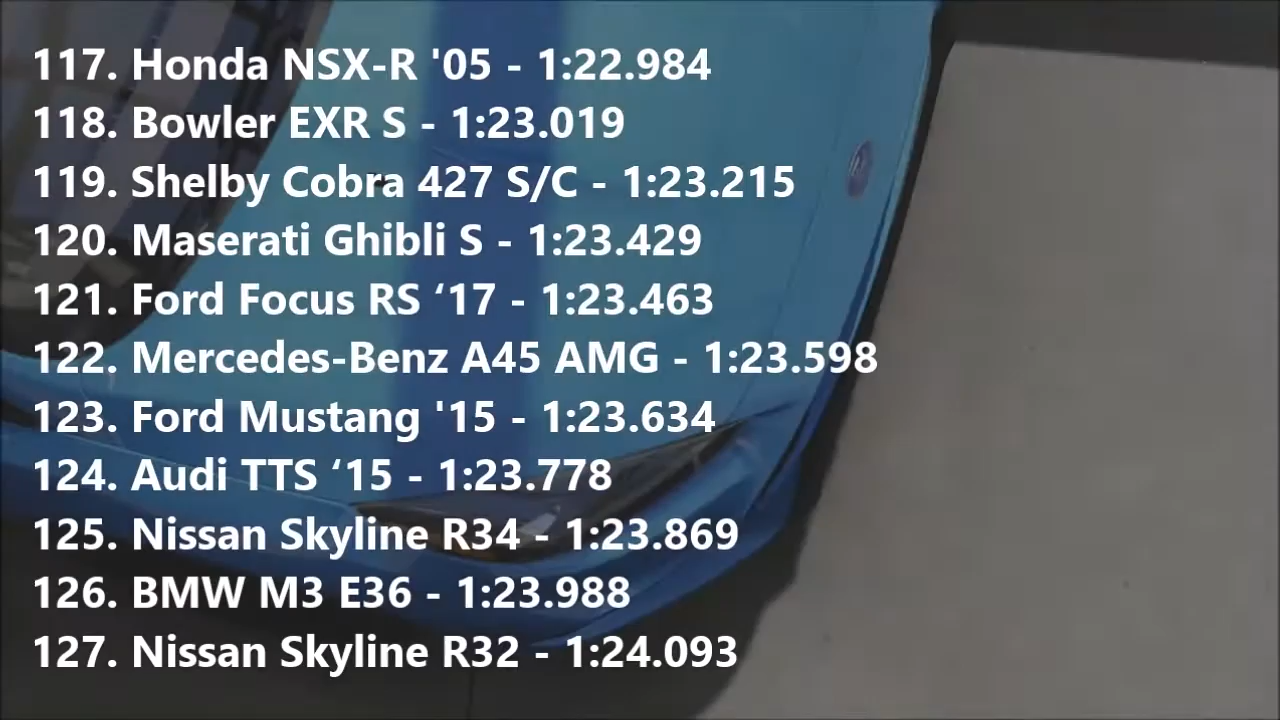 117. Honda NSX-R '05 - 1:22.984
118. Bowler EXR S - 1:23.019
119. Shelby Cobra 427 S/C - 1:23.215
120. Maserati Ghibli S - 1:23.429
121. Ford Focus RS ‘17 - 1:23.463
122. Mercedes-Benz A45 AMG - 1:23.598
123. Ford Mustang '15 - 1:23.634
124. Audi TTS ‘15 - 1:23.778
125. Nissan Skyline R34 - 1:23.869
126. BMW M3 E36 - 1:23.988
127. Nissan Skyline R32 - 1:24.093